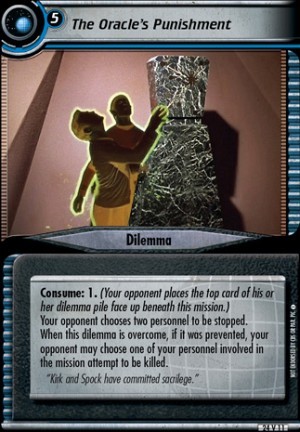 5 The Oracle's Punishment
Dilemma
Consume: 1. (Your opponent places the top card of his or
her dilemma pile face up beneath this mission.)
Your opponent chooses two personnel to be stopped.
When this dilemma is overcome, if it was prevented, your
opponent may choose one of your personnel involved in
the mission attempt to be killed.
"Kirk and Spock have committed sacrilege."
24 V 11